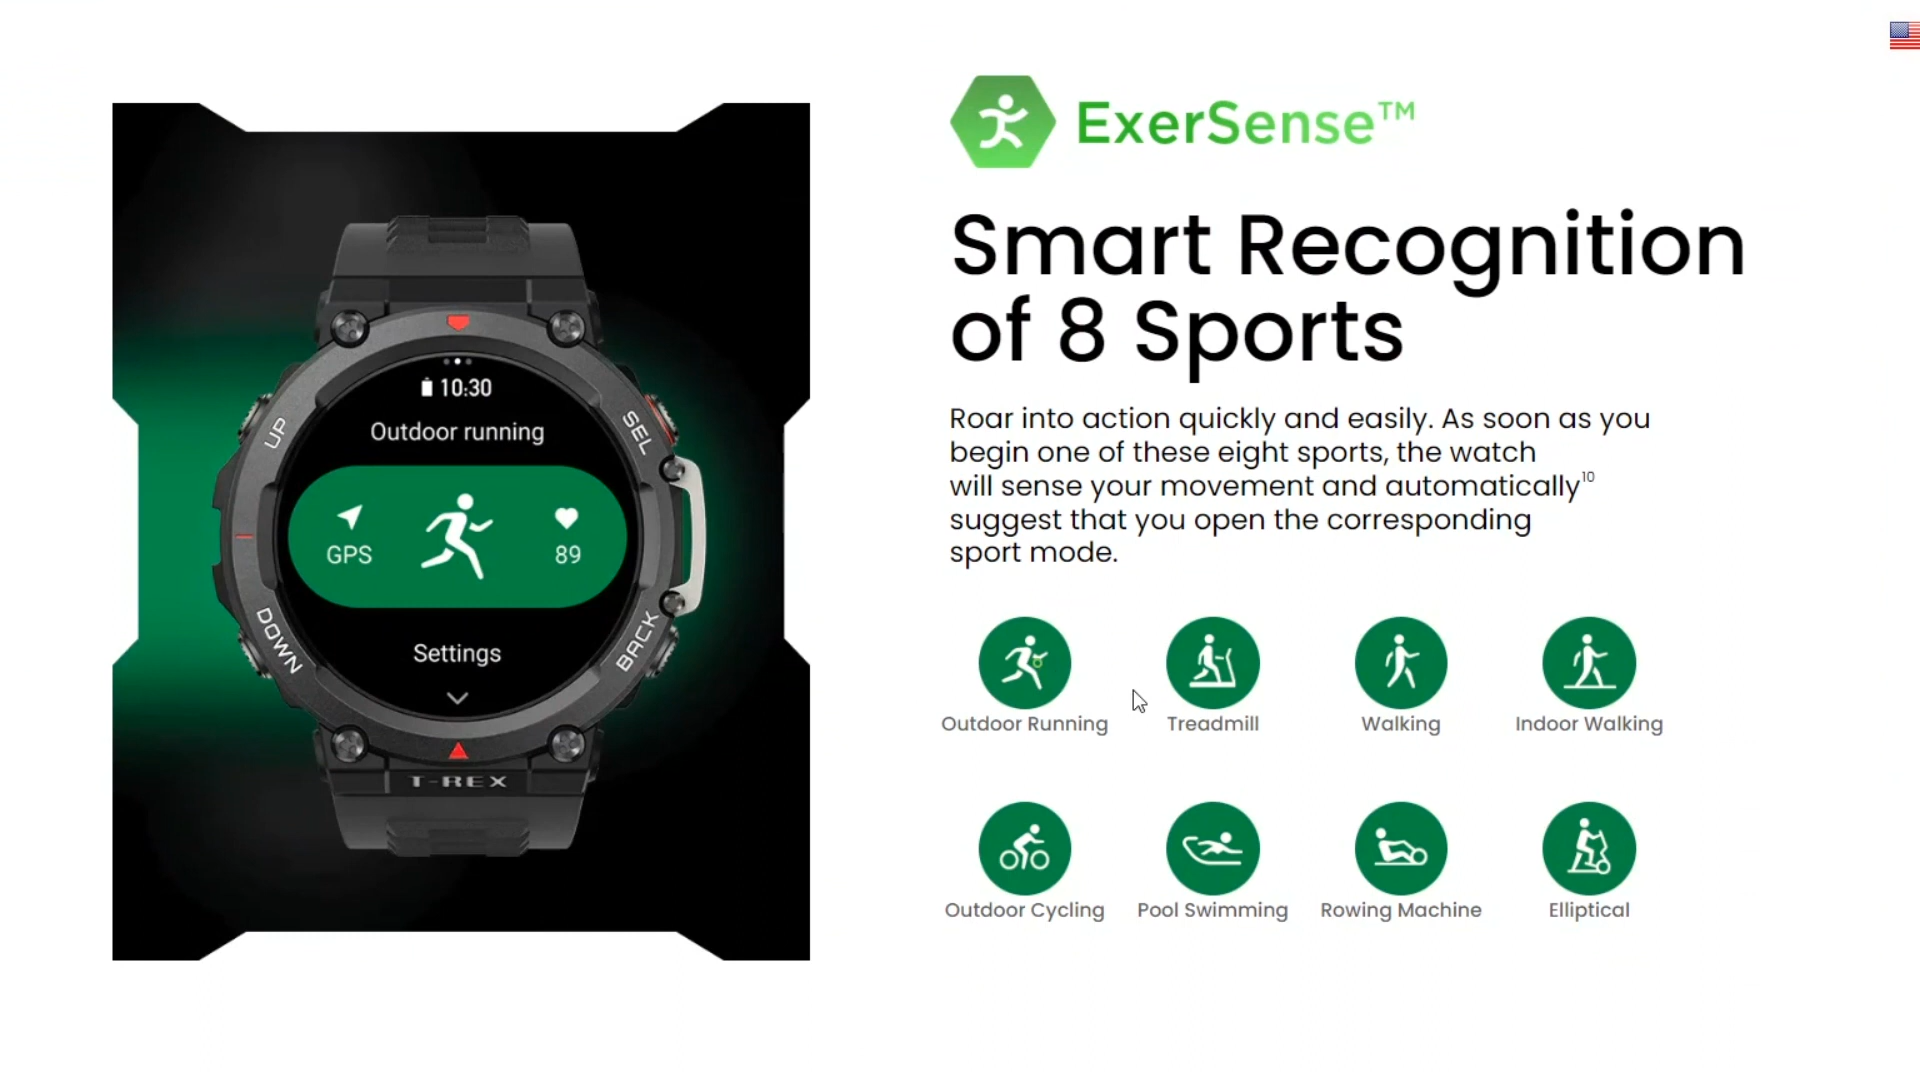 10:30
Outdoor running
GPS
89
Settings
UP
SEL
DOWN
BACK
T-REX
ExerSense™
Smart Recognition
of 8 Sports
Roar into action quickly and easily. As soon as you
begin one of these eight sports, the watch
will sense your movement and automatically¹⁰
suggest that you open the corresponding
sport mode.
Outdoor Running
Treadmill
Walking
Indoor Walking
Outdoor Cycling
Pool Swimming
Rowing Machine
Elliptical